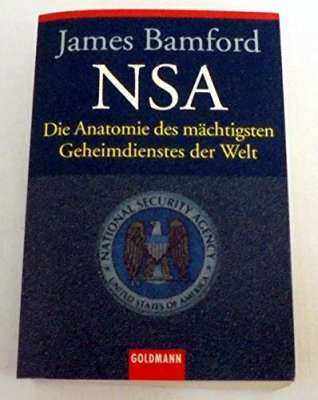 James Bamford
NSA
Die Anatomie des mächtigsten
Geheimdienstes der Welt
NATIONAL SECURITY AGENCY
UNITED STATES OF AMERICA
GOLDMANN